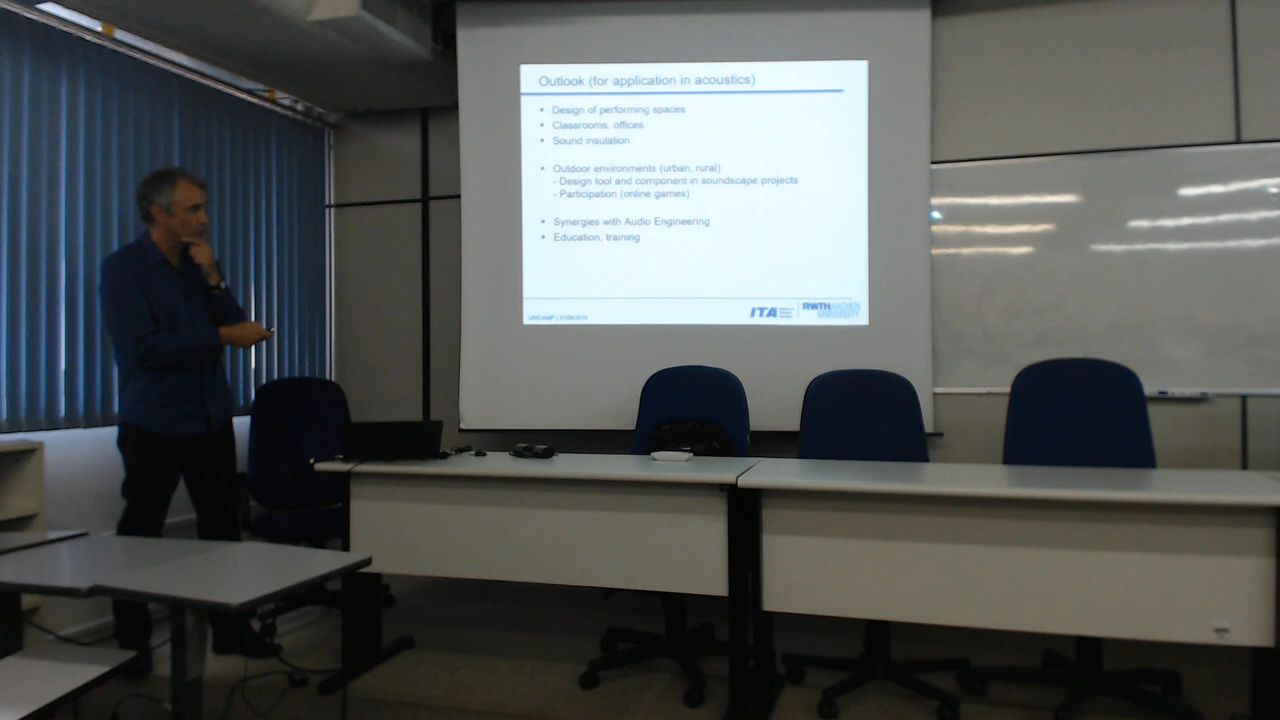 Outlook (for application in acoustics)
• Design of performing spaces
• Classrooms, offices
• Sound insulation
• Outdoor environments (urban, rural)
- Design tool and component in soundscape projects
- Participation (online games)
• Synergies with Audio Engineering
• Education, training
UNICAMP
ITA
RWTH AACHEN
UNIVERSITY